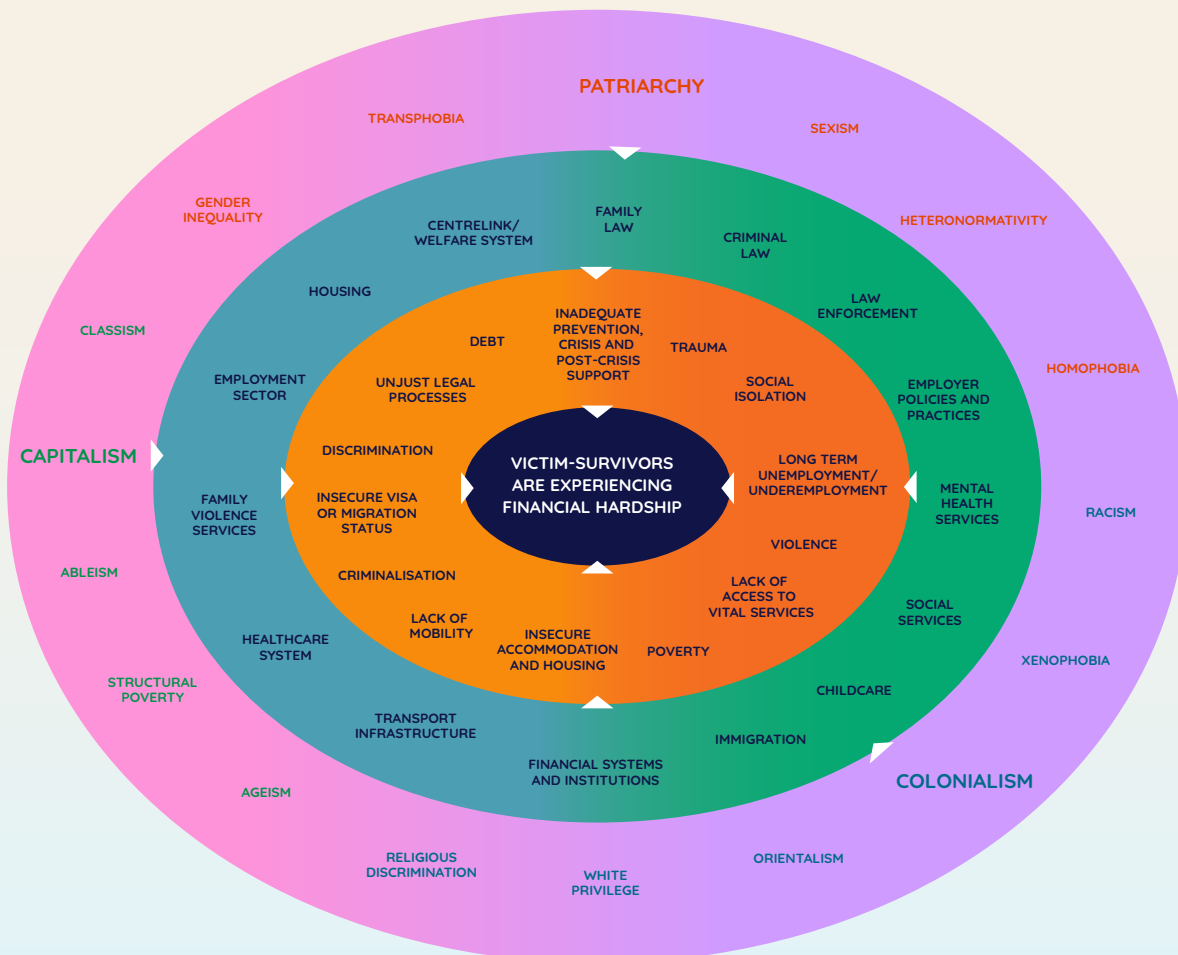 PATRIARCHY
TRANSPHOBIA
SEXISM
GENDER
INEQUALITY
HETERONORMATIVITY
CLASSISM
HOMOPHOBIA
CAPITALISM
RACISM
ABLEISM
XENOPHOBIA
STRUCTURAL
POVERTY
COLONIALISM
AGEISM
RELIGIOUS
DISCRIMINATION
WHITE
PRIVILEGE
ORIENTALISM
CENTRELINK/
WELFARE SYSTEM
FAMILY
LAW
CRIMINAL
LAW
HOUSING
LAW
ENFORCEMENT
EMPLOYMENT
SECTOR
EMPLOYER
POLICIES AND
PRACTICES
FAMILY
VIOLENCE
SERVICES
MENTAL
HEALTH
SERVICES
HEALTHCARE
SYSTEM
SOCIAL
SERVICES
TRANSPORT
INFRASTRUCTURE
CHILDCARE
FINANCIAL SYSTEMS
AND INSTITUTIONS
IMMIGRATION
DEBT
INADEQUATE
PREVENTION,
CRISIS AND
POST-CRISIS
SUPPORT
TRAUMA
UNJUST LEGAL
PROCESSES
SOCIAL
ISOLATION
DISCRIMINATION
LONG TERM
UNEMPLOYMENT/
UNDEREMPLOYMENT
INSECURE VISA
OR MIGRATION
STATUS
VIOLENCE
CRIMINALISATION
LACK OF
ACCESS TO
VITAL SERVICES
LACK OF
MOBILITY
INSECURE
ACCOMMODATION
AND HOUSING
POVERTY
VICTIM-SURVIVORS
ARE EXPERIENCING
FINANCIAL HARDSHIP